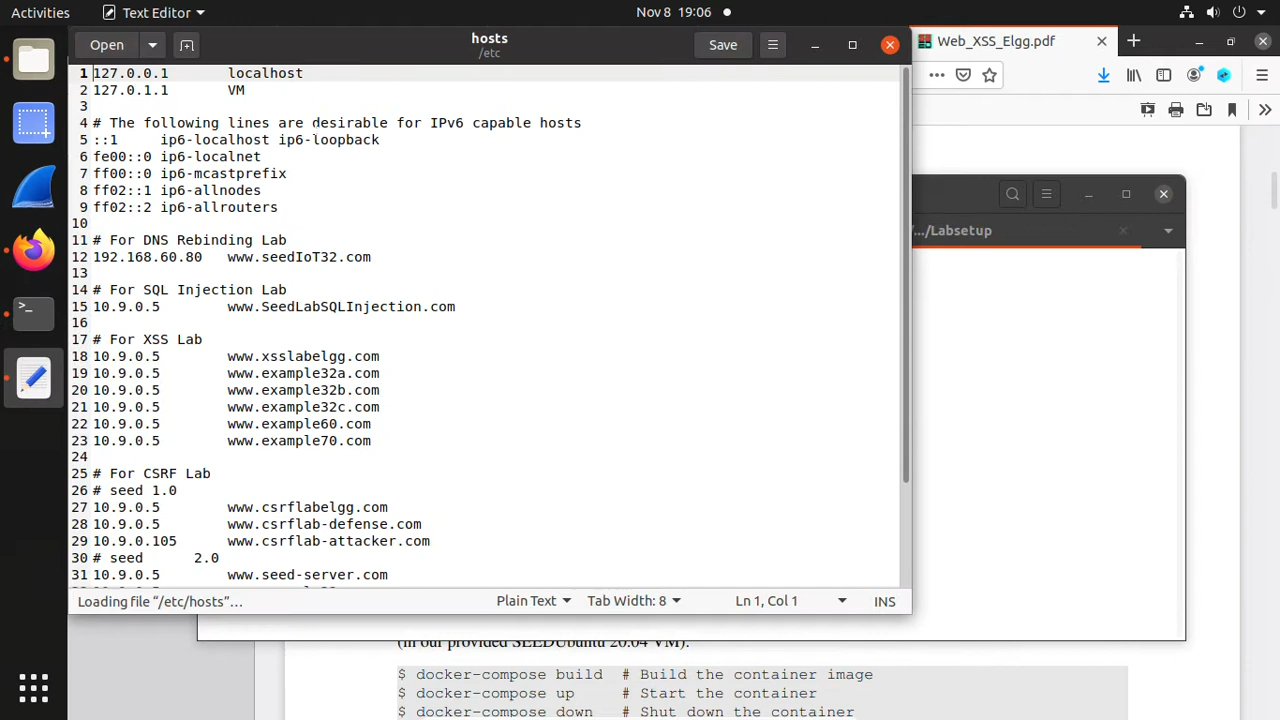 Activities
Text Editor
Nov 8 19:06
Open
hosts
/etc
Save
Web_XSS_Elgg.pdf
1 127.0.0.1 localhost
2 127.0.1.1 VM
3
4 # The following lines are desirable for IPv6 capable hosts
5 ::1 ip6-localhost ip6-loopback
6 fe00::0 ip6-localnet
7 ff00::0 ip6-mcastprefix
8 ff02::1 ip6-allnodes
9 ff02::2 ip6-allrouters
10
11 # For DNS Rebinding Lab
12 192.168.60.80 www.seedIoT32.com
13
14 # For SQL Injection Lab
15 10.9.0.5 www.SeedLabSQLInjection.com
16
17 # For XSS Lab
18 10.9.0.5 www.xsslabelgg.com
19 10.9.0.5 www.example32a.com
20 10.9.0.5 www.example32b.com
21 10.9.0.5 www.example32c.com
22 10.9.0.5 www.example60.com
23 10.9.0.5 www.example70.com
24
25 # For CSRF Lab
26 # seed 1.0
27 10.9.0.5 www.csrflabelgg.com
28 10.9.0.5 www.csrflab-defense.com
29 10.9.0.105 www.csrflab-attacker.com
30 # seed 2.0
31 10.9.0.5 www.seed-server.com
Loading file “/etc/hosts”…
Plain Text
Tab Width: 8
Ln 1, Col 1
INS
/.../Labsetup
(in our provided SEEDUbuntu 20.04 VM).
$ docker-compose build # Build the container image
$ docker-compose up # Start the container
$ docker-compose down # Shut down the container